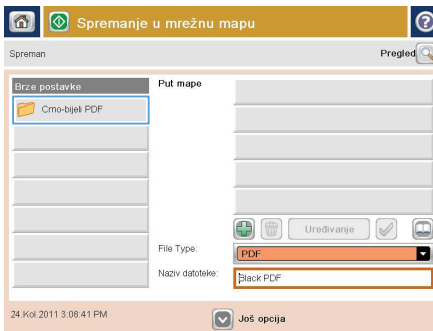 Spremanje u mrežnu mapu
Spreman
Pregled
Brze postavke
Crno-bijeli PDF
Put mape
Uređivanje
File Type:
PDF
Naziv datoteke:
Black PDF
24.Kol.2011 3:08:41 PM
Još opcija